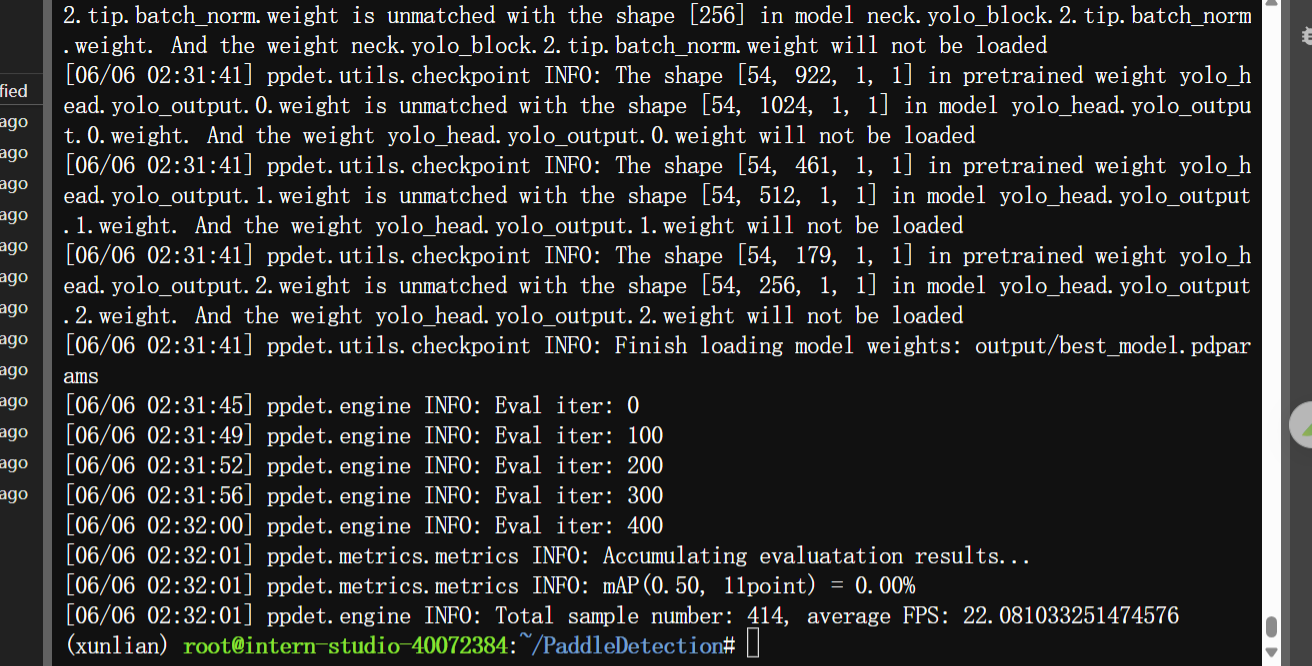 2.tip.batch_norm.weight is unmatched with the shape [256] in model neck.yolo_block.2.tip.batch_norm
.weight. And the weight neck.yolo_block.2.tip.batch_norm.weight will not be loaded
[06/06 02:31:41] ppdet.utils.checkpoint INFO: The shape [54, 922, 1, 1] in pretrained weight yolo_h
ead.yolo_output.0.weight is unmatched with the shape [54, 1024, 1, 1] in model yolo_head.yolo_outpu
t.0.weight. And the weight yolo_head.yolo_output.0.weight will not be loaded
[06/06 02:31:41] ppdet.utils.checkpoint INFO: The shape [54, 461, 1, 1] in pretrained weight yolo_h
ead.yolo_output.1.weight is unmatched with the shape [54, 512, 1, 1] in model yolo_head.yolo_output
.1.weight. And the weight yolo_head.yolo_output.1.weight will not be loaded
[06/06 02:31:41] ppdet.utils.checkpoint INFO: The shape [54, 179, 1, 1] in pretrained weight yolo_h
ead.yolo_output.2.weight is unmatched with the shape [54, 256, 1, 1] in model yolo_head.yolo_output
.2.weight. And the weight yolo_head.yolo_output.2.weight will not be loaded
[06/06 02:31:41] ppdet.utils.checkpoint INFO: Finish loading model weights: output/best_model.pdpar
ams
[06/06 02:31:45] ppdet.engine INFO: Eval iter: 0
[06/06 02:31:49] ppdet.engine INFO: Eval iter: 100
[06/06 02:31:52] ppdet.engine INFO: Eval iter: 200
[06/06 02:31:56] ppdet.engine INFO: Eval iter: 300
[06/06 02:32:00] ppdet.engine INFO: Eval iter: 400
[06/06 02:32:01] ppdet.metrics.metrics INFO: Accumulating evaluatation results...
[06/06 02:32:01] ppdet.metrics.metrics INFO: mAP(0.50, 11point) = 0.00%
[06/06 02:32:01] ppdet.engine INFO: Total sample number: 414, average FPS: 22.081033251474576
(xunlian) root@intern-studio-40072384:~/PaddleDetection#
fied
ago
ago
ago
ago
ago
ago
ago
ago
ago
ago
ago
ago
ago